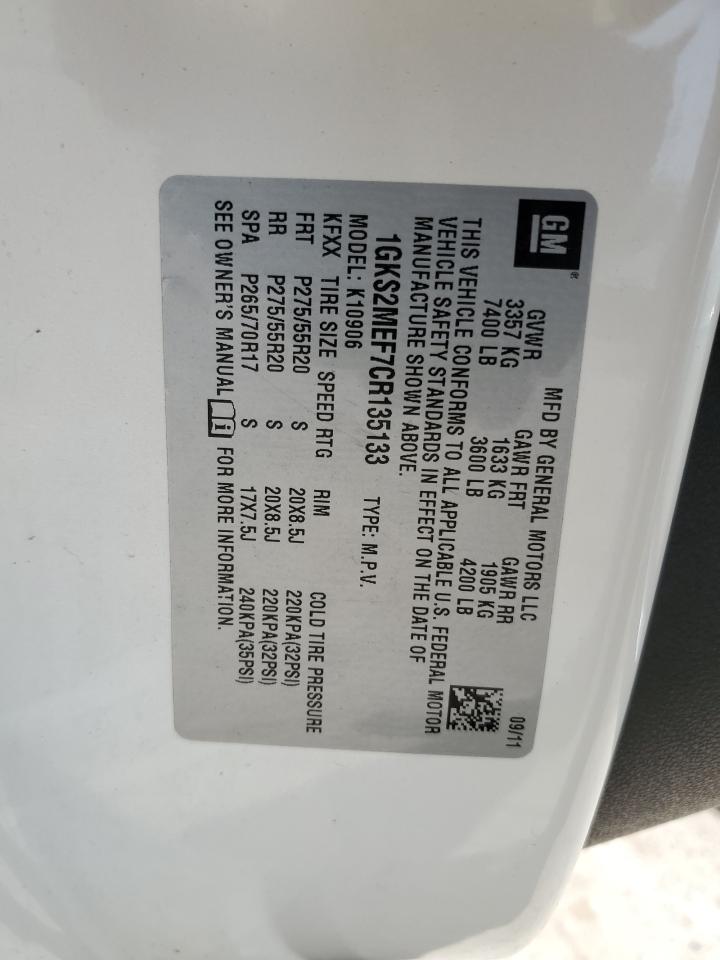 GM ®
MFD BY GENERAL MOTORS LLC 09/11
GVWR GAWR FRT GAWR RR
3357 KG 1633 KG 1905 KG
7400 LB 3600 LB 4200 LB
THIS VEHICLE CONFORMS TO ALL APPLICABLE U.S. FEDERAL MOTOR
VEHICLE SAFETY STANDARDS IN EFFECT ON THE DATE OF
MANUFACTURE SHOWN ABOVE.
1GKS2MEF7CR135133 TYPE: M.P.V.
MODEL: K10906
KFXX TIRE SIZE SPEED RTG RIM COLD TIRE PRESSURE
FRT P275/55R20 S 20X8.5J 220KPA(32PSI)
RR P275/55R20 S 20X8.5J 220KPA(32PSI)
SPA P265/70R17 S 17X7.5J 240KPA(35PSI)
SEE OWNER'S MANUAL i FOR MORE INFORMATION.